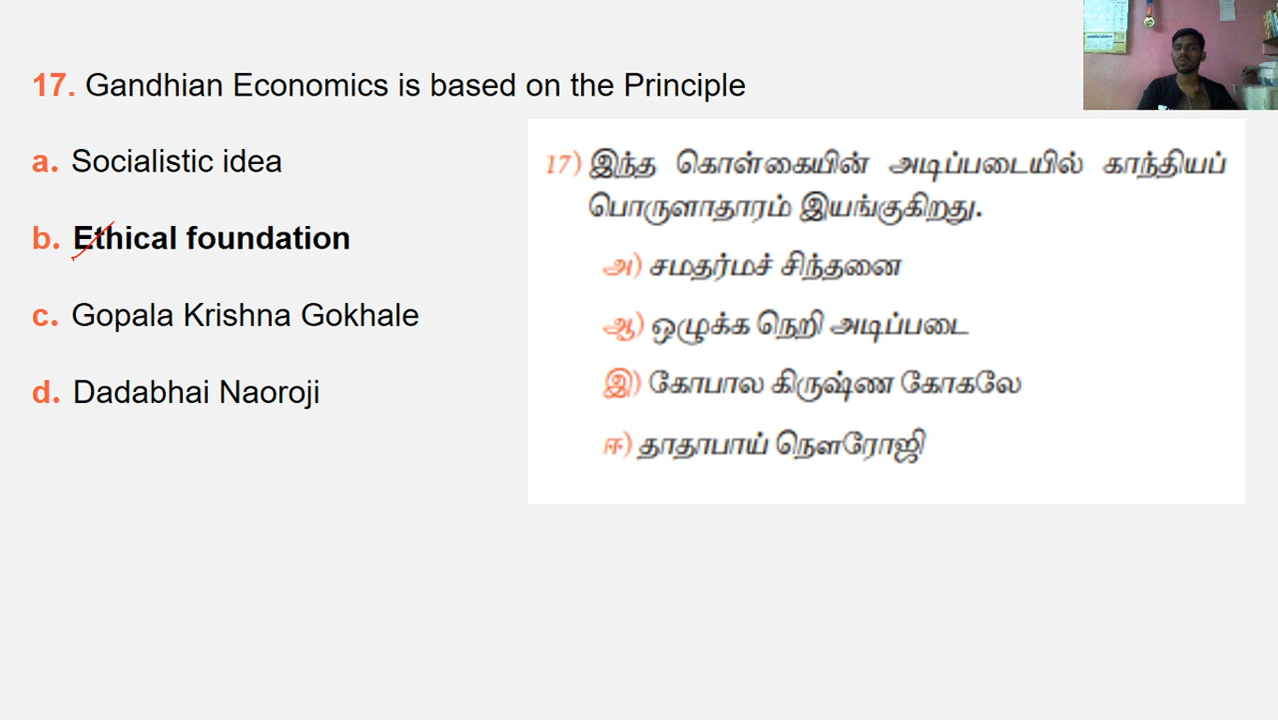 17. Gandhian Economics is based on the Principle
a. Socialistic idea
b. Ethical foundation
c. Gopala Krishna Gokhale
d. Dadabhai Naoroji
17) இந்த கொள்கையின் அடிப்படையில் காந்தியப்
பொருளாதாரம் இயங்குகிறது.
அ) சமதர்மச் சிந்தனை
ஆ) ஒழுக்க நெறி அடிப்படை
இ) கோபால கிருஷ்ண கோகலே
ஈ) தாதாபாய் நௌரோஜி